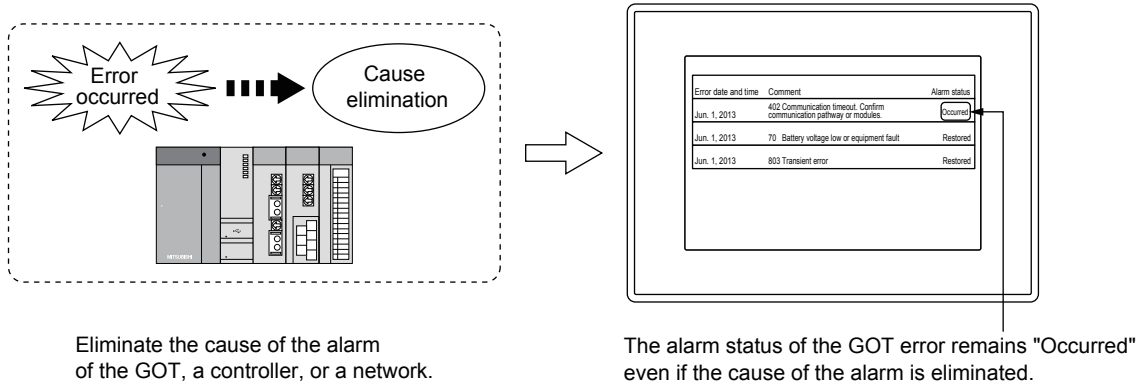 Error
occurred
Cause
elimination
MITSUBISHI
Eliminate the cause of the alarm
of the GOT, a controller, or a network.
Error date and time Comment Alarm status
Jun. 1, 2013 402 Communication timeout. Confirm
communication pathway or modules. Occurred
Jun. 1, 2013 70 Battery voltage low or equipment fault Restored
Jun. 1, 2013 803 Transient error Restored
The alarm status of the GOT error remains "Occurred"
even if the cause of the alarm is eliminated.